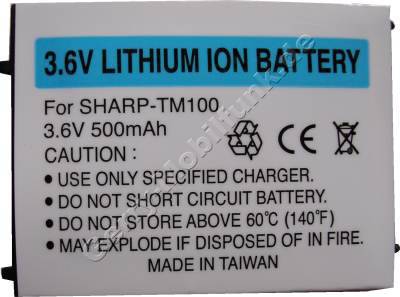 3.6V LITHIUM ION BATTERY
For SHARP-TM100
3.6V 500mAh
CAUTION :
• USE ONLY SPECIFIED CHARGER.
• DO NOT SHORT CIRCUIT BATTERY.
• DO NOT STORE ABOVE 60℃ (140℉)
• MAY EXPLODE IF DISPOSED OF IN FIRE.
MADE IN TAIWAN